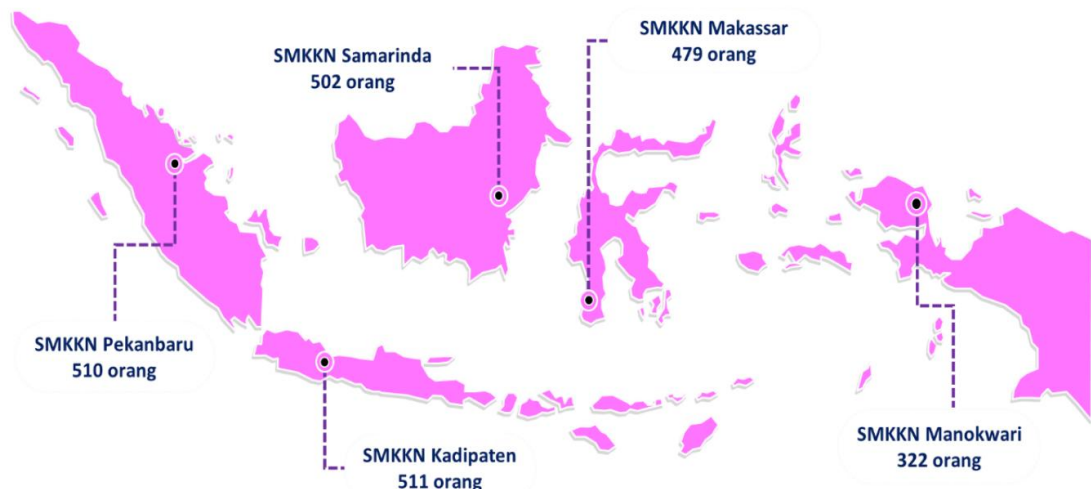 SMKKN Makassar
479 orang
SMKKN Samarinda
502 orang
SMKKN Pekanbaru
510 orang
SMKKN Kadipaten
511 orang
SMKKN Manokwari
322 orang